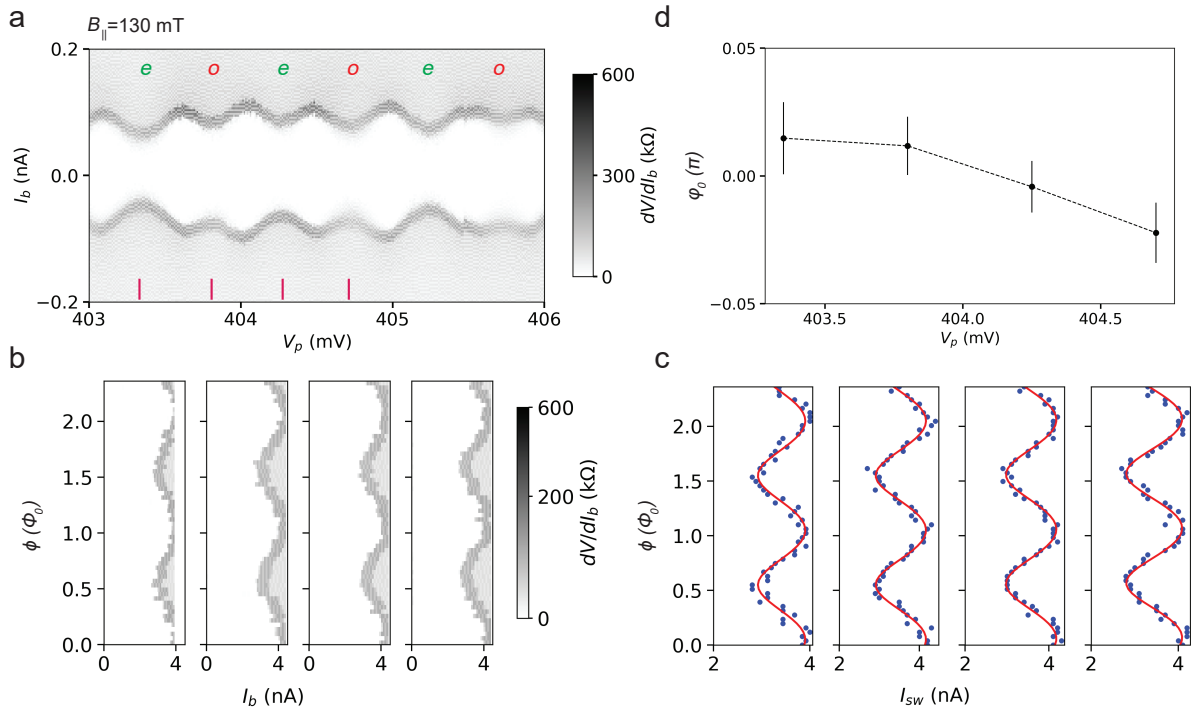 a
B||=130 mT
0.2
0.1
0.0
−0.2
e o e o e o
403 404 405 406
Vp (mV)
Ib (nA)
600
300
0
dV/dIb (kΩ)
d
0.05
0.00
−0.05
φ0 (π)
403.5 404.0 404.5
Vp (mV)
b
2.0
1.5
1.0
0.5
0.0
ϕ (Φ0)
0 4 0 4 0 4 0 4
Ib (nA)
600
200
0
dV/dIb (kΩ)
c
2.0
1.5
1.0
0.5
0.0
ϕ (Φ0)
2 4 2 4 2 4 2 4
Isw (nA)